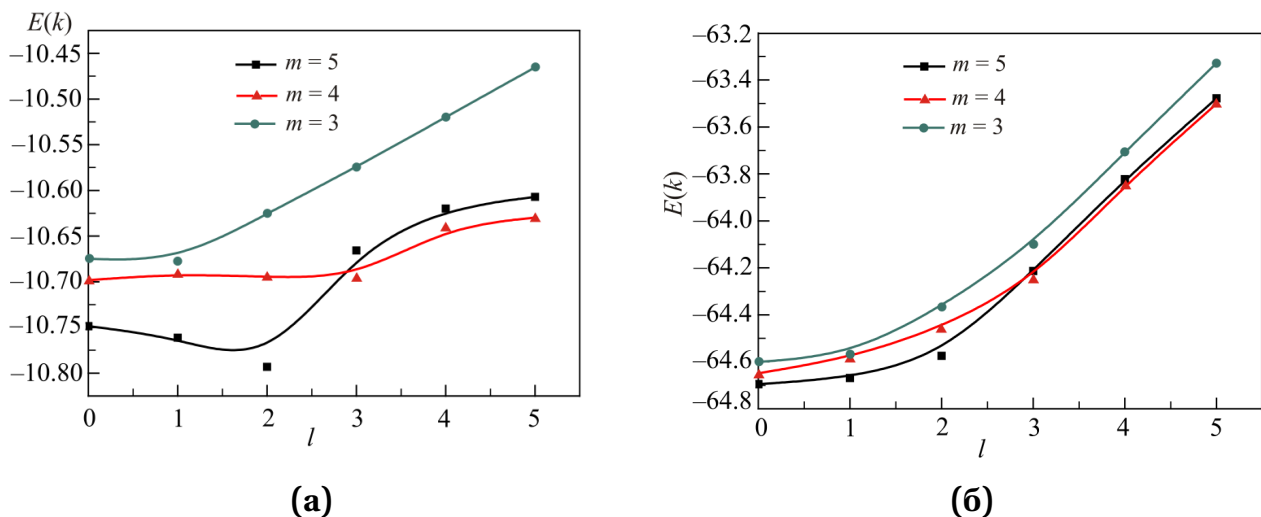 E(k)
–10.45
–10.50
–10.55
–10.60
–10.65
–10.70
–10.75
–10.80
m = 5
m = 4
m = 3
0 1 2 3 4 5
l
(а)
–63.2
–63.4
–63.6
–63.8
–64.0
–64.2
–64.4
–64.6
–64.8
E(k)
m = 5
m = 4
m = 3
0 1 2 3 4 5
l
(б)